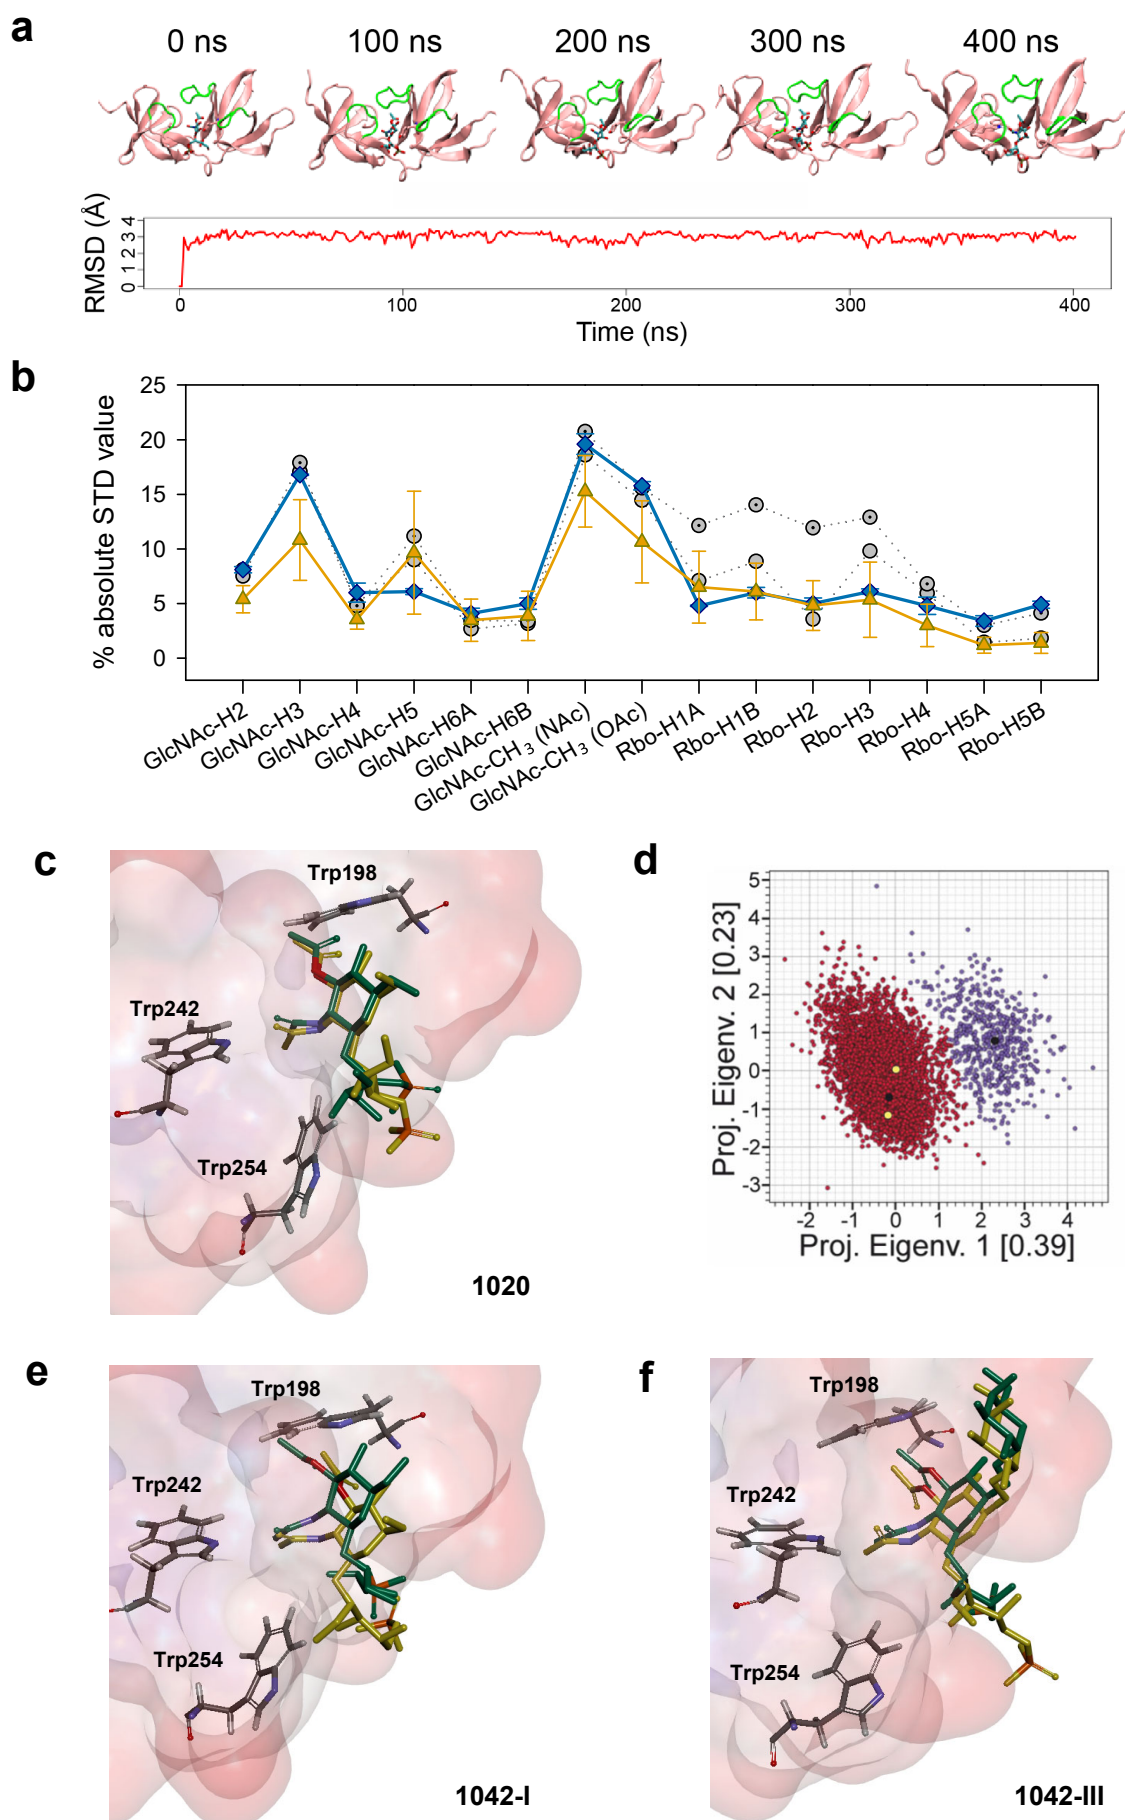 a
0 ns 100 ns 200 ns 300 ns 400 ns
RMSD (Å)
0 1 2 3 4
0 100 200 300 400
Time (ns)
b
% absolute STD value
25
20
15
10
5
0
GlcNAc-H2
GlcNAc-H3
GlcNAc-H4
GlcNAc-H5
GlcNAc-H6A
GlcNAc-H6B
GlcNAc-CH₃ (NAc)
GlcNAc-CH₃ (OAc)
Rbo-H1A
Rbo-H1B
Rbo-H2
Rbo-H3
Rbo-H4
Rbo-H5A
Rbo-H5B
c
Trp198
Trp242
Trp254
1020
d
Proj. Eigenv. 2 [0.23]
5
4
3
2
1
0
-1
-2
-3
-2 -1 0 1 2 3 4
Proj. Eigenv. 1 [0.39]
e
Trp198
Trp242
Trp254
1042-I
f
Trp198
Trp242
Trp254
1042-III